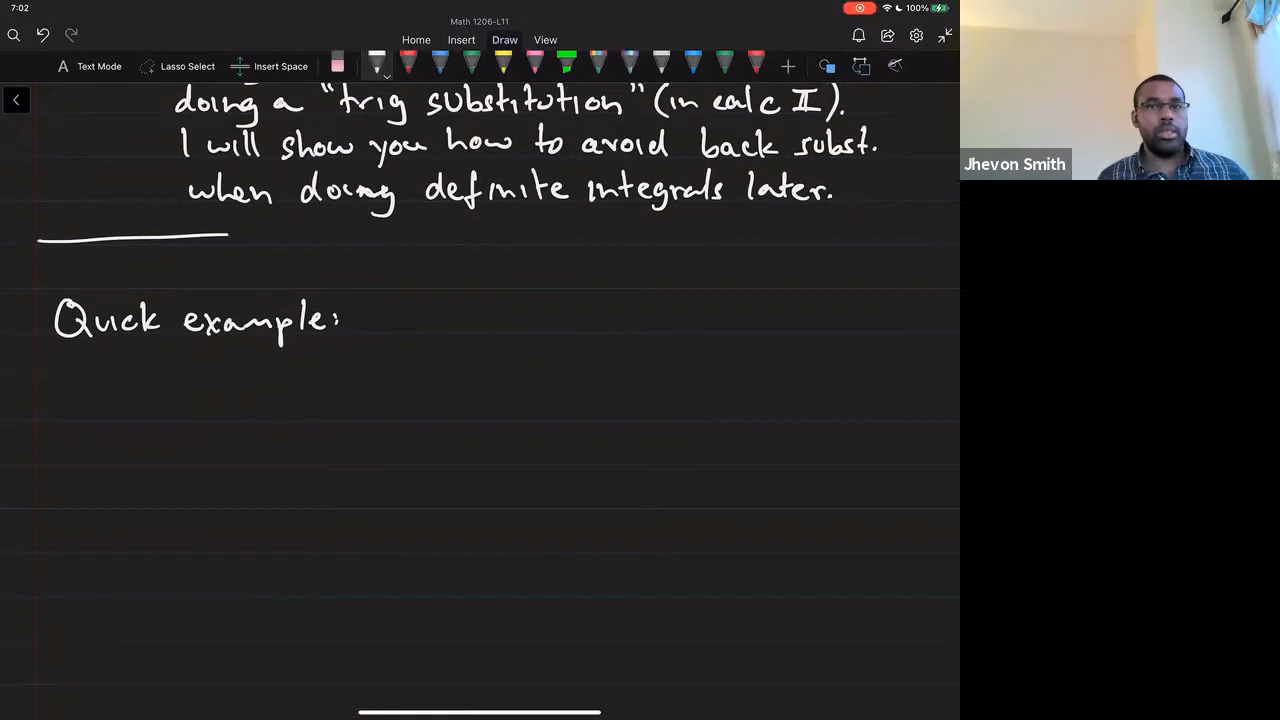 7:02
100%
Math 1206-L11
Home Insert Draw View
Text Mode Lasso Select Insert Space
doing a "trig substitution" (in calc II).
I will show you how to avoid back subst.
when doing definite integrals later.
Quick example:
Jhevon Smith